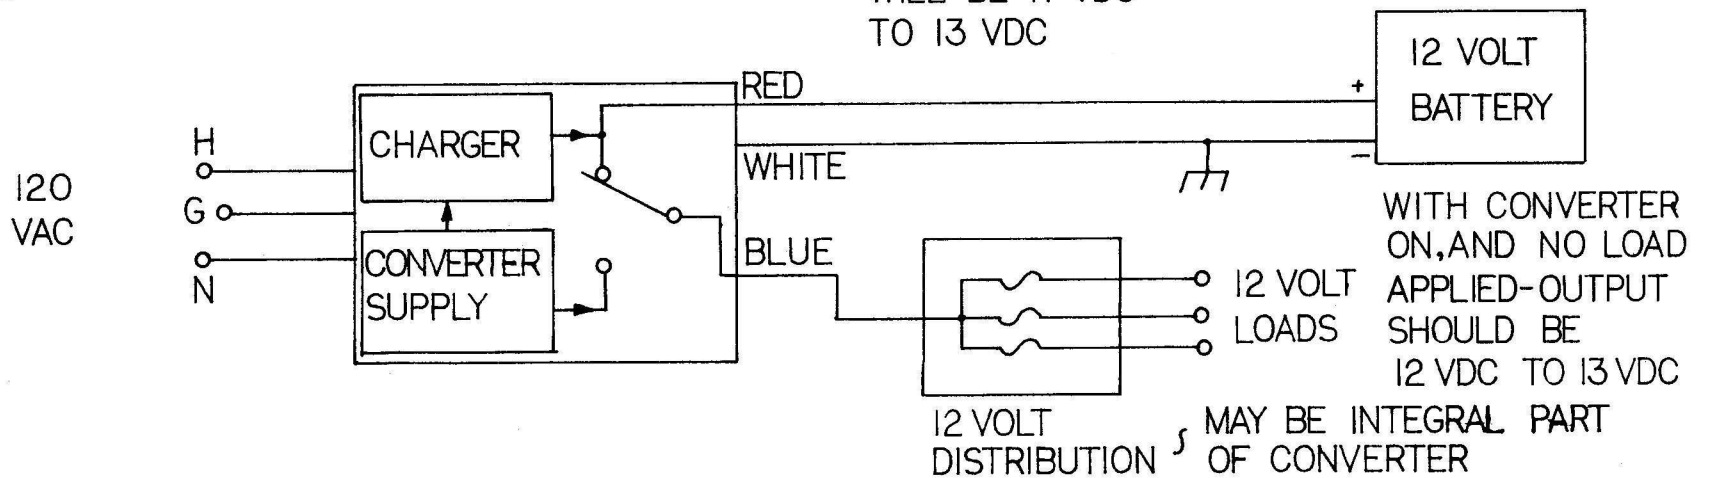 TO 13 VDC
12 VOLT
BATTERY
+
−
RED
WHITE
BLUE
CHARGER
CONVERTER
SUPPLY
120
VAC
H
G
N
12 VOLT
LOADS
WITH CONVERTER
ON, AND NO LOAD
APPLIED-OUTPUT
SHOULD BE
12 VDC TO 13 VDC
12 VOLT
DISTRIBUTION
MAY BE INTEGRAL PART
OF CONVERTER